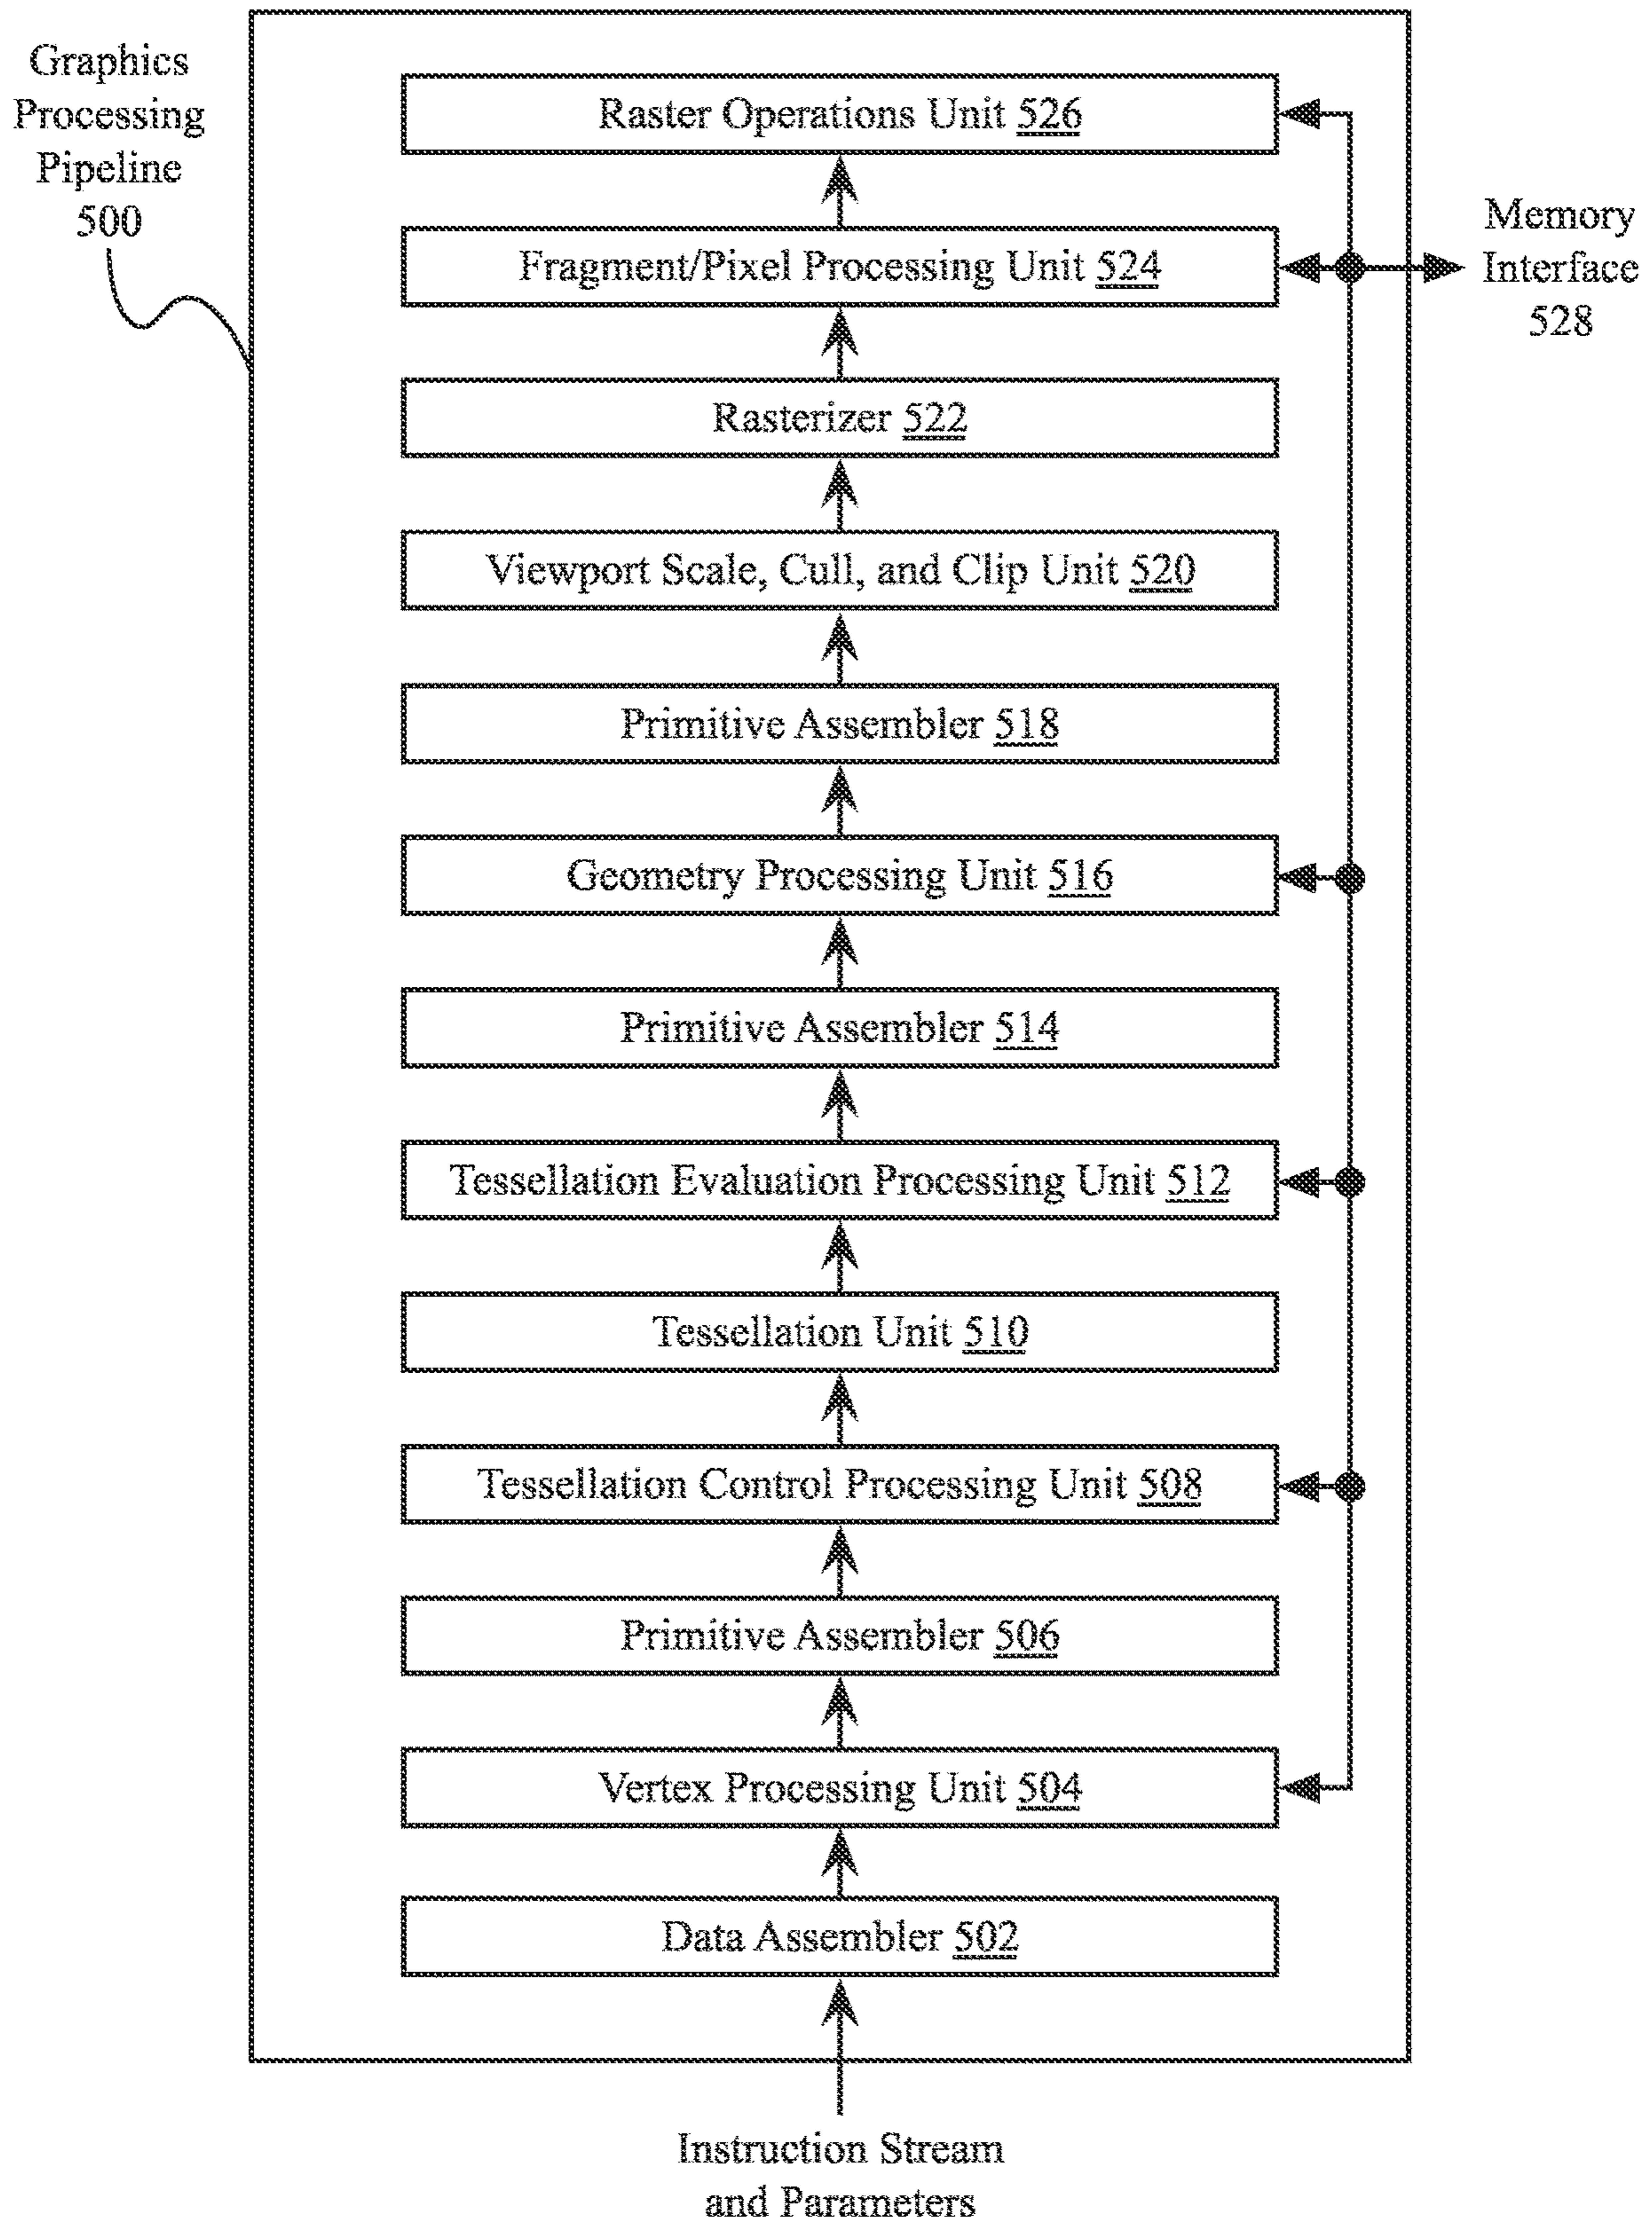 Graphics
Processing
Pipeline
500
Raster Operations Unit 526
Fragment/Pixel Processing Unit 524
Memory
Interface
528
Rasterizer 522
Viewport Scale, Cull, and Clip Unit 520
Primitive Assembler 518
Geometry Processing Unit 516
Primitive Assembler 514
Tessellation Evaluation Processing Unit 512
Tessellation Unit 510
Tessellation Control Processing Unit 508
Primitive Assembler 506
Vertex Processing Unit 504
Data Assembler 502
Instruction Stream
and Parameters